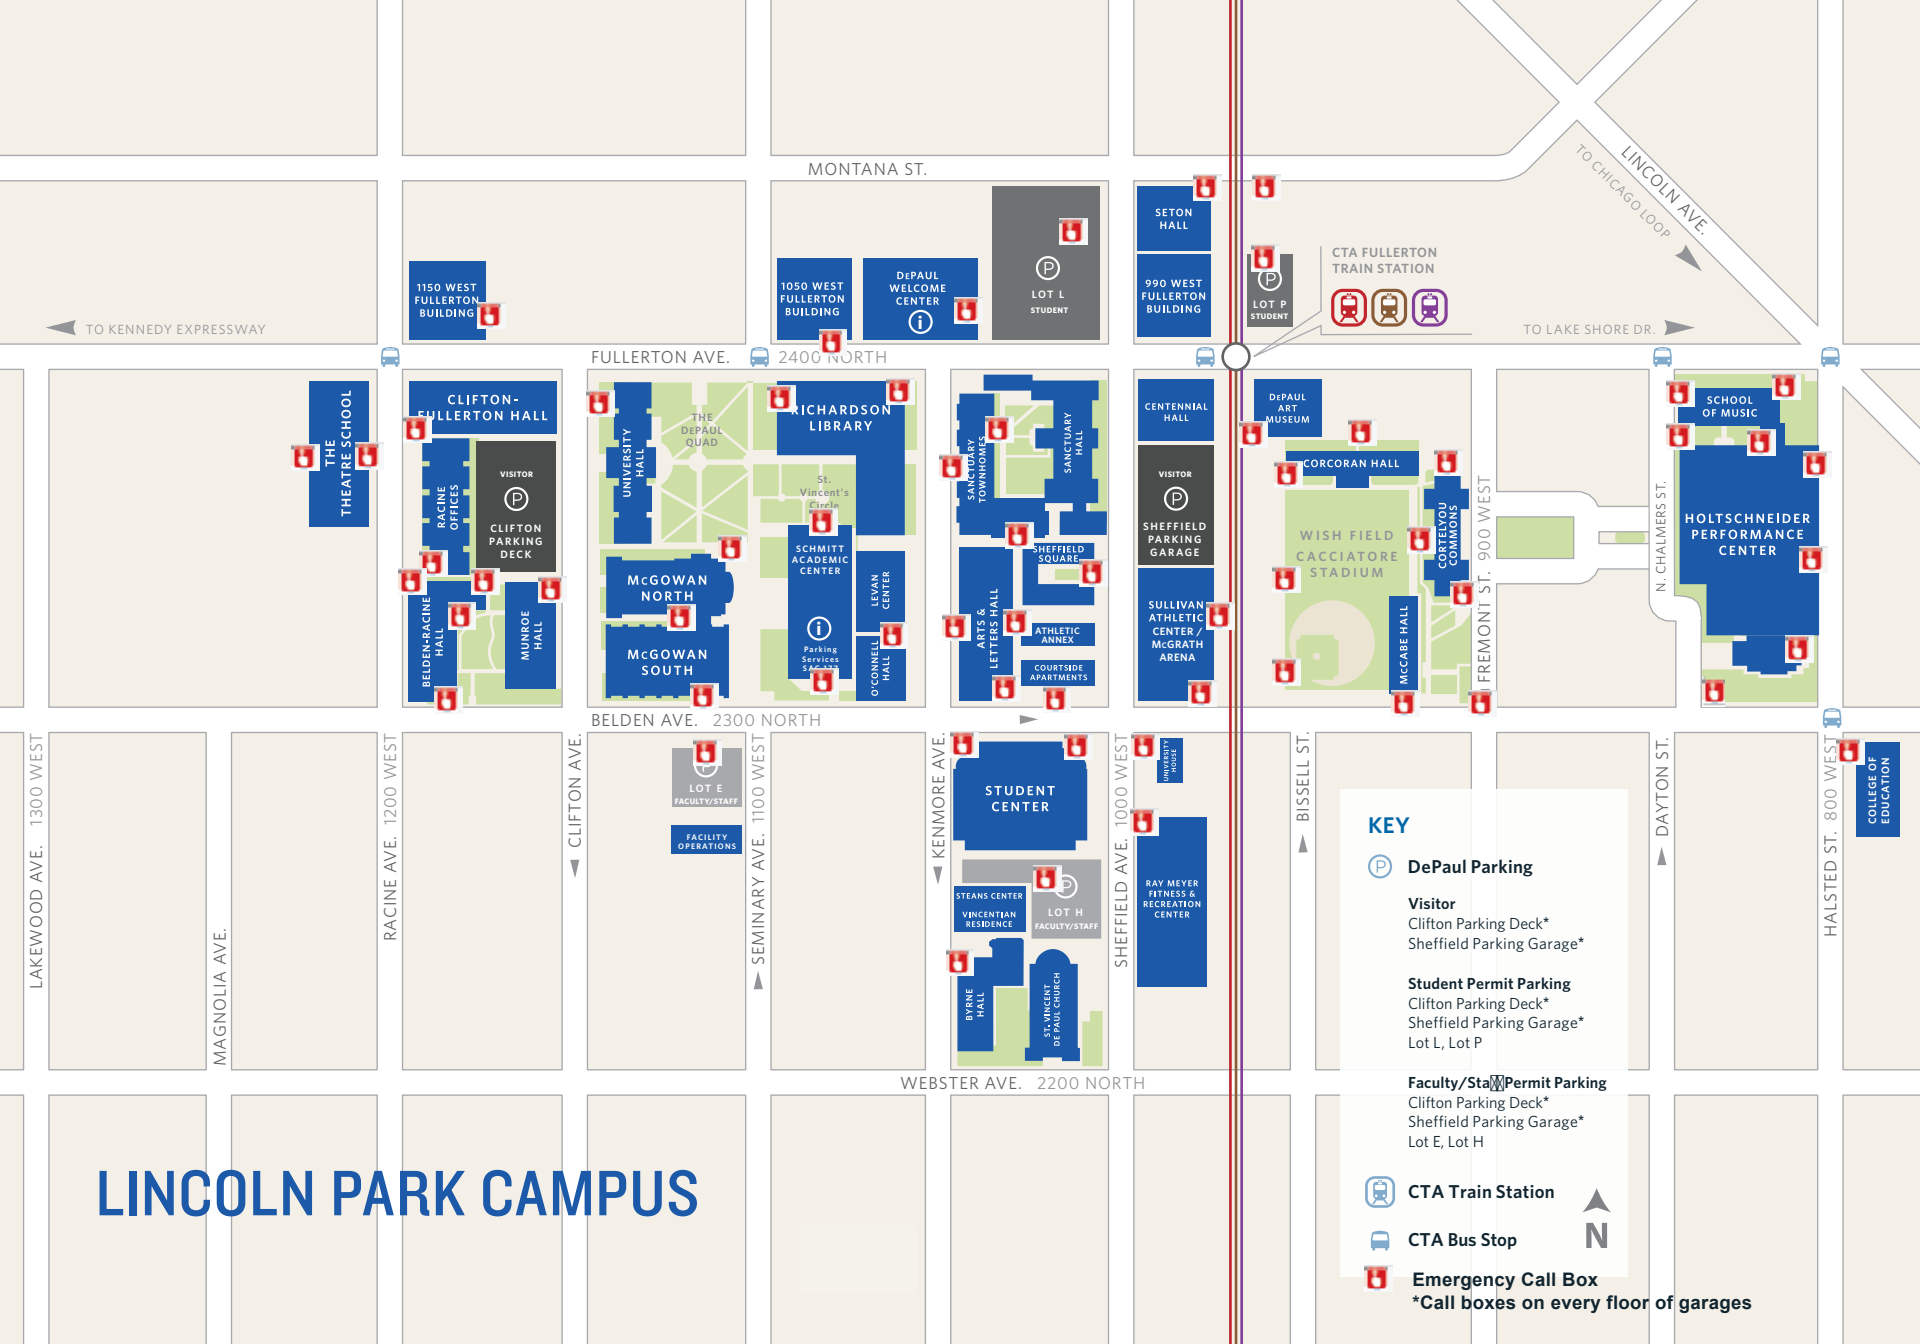 MONTANA ST.
LINCOLN AVE.
TO CHICAGO LOOP
SETON
HALL
CTA FULLERTON
TRAIN STATION
1150 WEST
FULLERTON
BUILDING
1050 WEST
FULLERTON
BUILDING
DEPAUL
WELCOME
CENTER
i
P
LOT L
STUDENT
990 WEST
FULLERTON
BUILDING
P
LOT P
STUDENT
TO KENNEDY EXPRESSWAY
TO LAKE SHORE DR.
FULLERTON AVE. 2400 NORTH
THE
THEATRE SCHOOL
CLIFTON-
FULLERTON HALL
RACINE
OFFICES
VISITOR
P
CLIFTON
PARKING
DECK
BELDEN-RACINE
HALL
MUNROE
HALL
UNIVERSITY
HALL
THE
DEPAUL
QUAD
RICHARDSON
LIBRARY
St.
Vincent's
Circle
McGOWAN
NORTH
McGOWAN
SOUTH
SCHMITT
ACADEMIC
CENTER
i
Parking
Services
SAC 177
LEVAN
CENTER
O'CONNELL
HALL
SANCTUARY
TOWNHOMES
SANCTUARY
HALL
SHEFFIELD
SQUARE
ARTS &
LETTERS HALL
ATHLETIC
ANNEX
COURTSIDE
APARTMENTS
CENTENNIAL
HALL
VISITOR
P
SHEFFIELD
PARKING
GARAGE
SULLIVAN
ATHLETIC
CENTER /
McGRATH
ARENA
DEPAUL
ART
MUSEUM
CORCORAN HALL
WISH FIELD
CACCIATORE
STADIUM
CORTELYOU
COMMONS
McCABE HALL
FREMONT ST. 900 WEST
N. CHALMERS ST.
SCHOOL
OF MUSIC
HOLTSCHNEIDER
PERFORMANCE
CENTER
BELDEN AVE. 2300 NORTH
LAKEWOOD AVE. 1300 WEST
MAGNOLIA AVE.
RACINE AVE. 1200 WEST
CLIFTON AVE.
P
LOT E
FACULTY/STAFF
FACILITY
OPERATIONS
SEMINARY AVE. 1100 WEST
KENMORE AVE.
STUDENT
CENTER
STEANS CENTER
VINCENTIAN
RESIDENCE
P
LOT H
FACULTY/STAFF
BYRNE
HALL
ST. VINCENT
DE PAUL CHURCH
SHEFFIELD AVE. 1000 WEST
UNIVERSITY
HOUSE
RAY MEYER
FITNESS &
RECREATION
CENTER
BISSELL ST.
DAYTON ST.
HALSTED ST. 800 WEST
COLLEGE OF
EDUCATION
WEBSTER AVE. 2200 NORTH
LINCOLN PARK CAMPUS
KEY
P DePaul Parking
Visitor
Clifton Parking Deck*
Sheffield Parking Garage*
Student Permit Parking
Clifton Parking Deck*
Sheffield Parking Garage*
Lot L, Lot P
Faculty/Sta Permit Parking
Clifton Parking Deck*
Sheffield Parking Garage*
Lot E, Lot H
CTA Train Station
CTA Bus Stop
N
Emergency Call Box
*Call boxes on every floor of garages